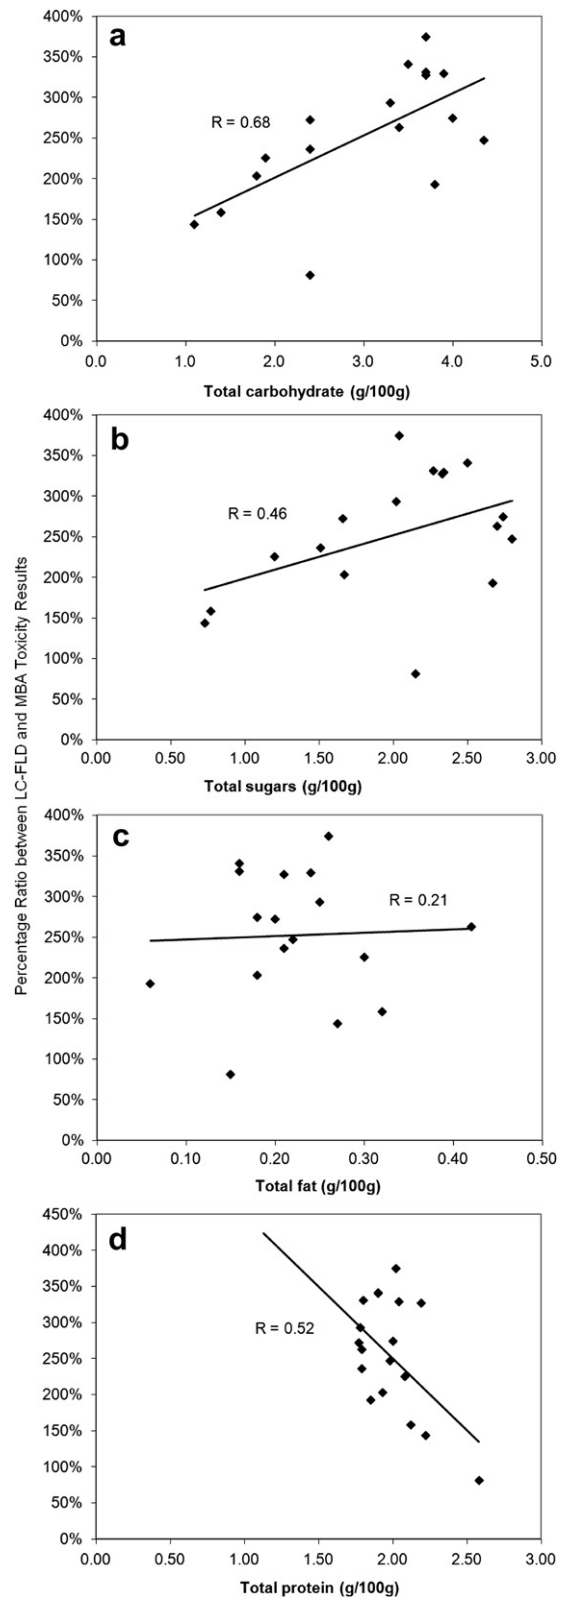 Percentage Ratio between LC-FLD and MBA Toxicity Results
a
400%
350%
300%
250%
200%
150%
100%
50%
0%
R = 0.68
0.0 1.0 2.0 3.0 4.0 5.0
Total carbohydrate (g/100g)
b
400%
350%
300%
250%
200%
150%
100%
50%
0%
R = 0.46
0.00 0.50 1.00 1.50 2.00 2.50 3.00
Total sugars (g/100g)
c
400%
350%
300%
250%
200%
150%
100%
50%
0%
R = 0.21
0.00 0.10 0.20 0.30 0.40 0.50
Total fat (g/100g)
d
450%
400%
350%
300%
250%
200%
150%
100%
50%
0%
R = 0.52
0.00 0.50 1.00 1.50 2.00 2.50 3.00
Total protein (g/100g)